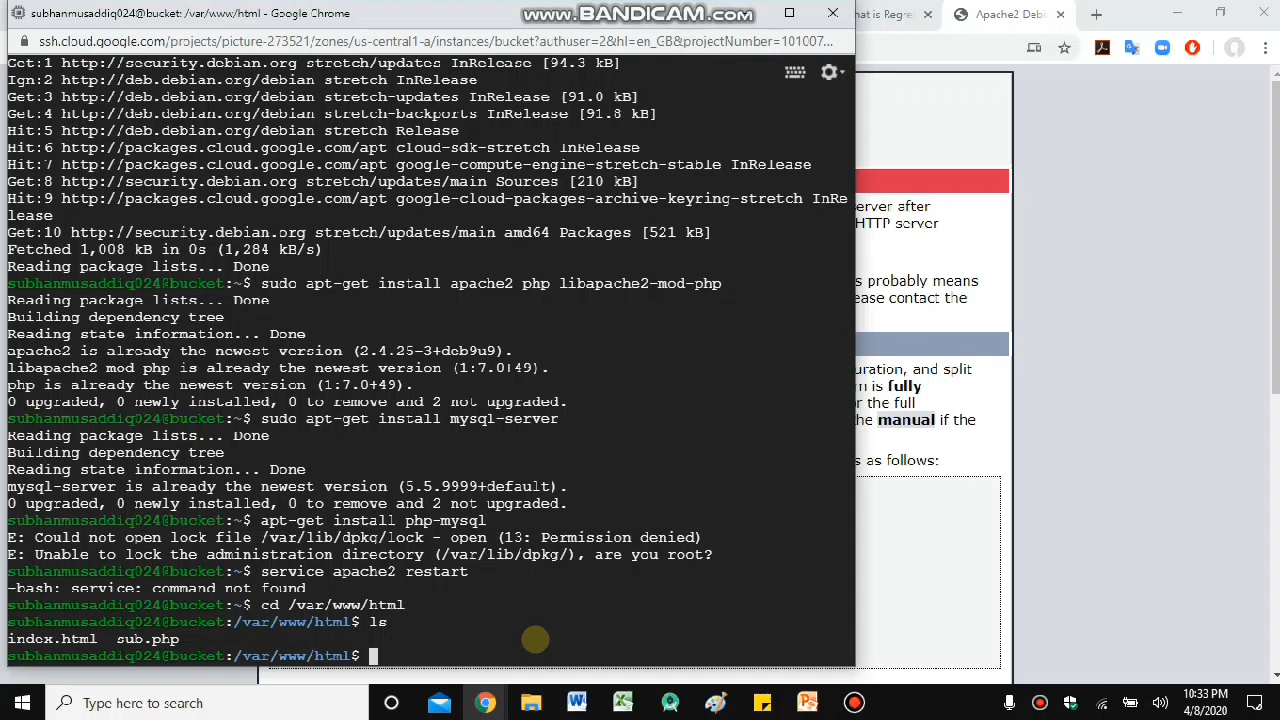 subhanmusaddiq024@bucket: /var/www/html - Google Chrome
www.BANDICAM.com
hat is Regres
Apache2 Debi
ssh.cloud.google.com/projects/picture-273521/zones/us-central1-a/instances/bucket?authuser=2&hl=en_GB&projectNumber=101007...
Get:1 http://security.debian.org stretch/updates InRelease [94.3 kB]
Ign:2 http://deb.debian.org/debian stretch InRelease
Get:3 http://deb.debian.org/debian stretch-updates InRelease [91.0 kB]
Get:4 http://deb.debian.org/debian stretch-backports InRelease [91.8 kB]
Hit:5 http://deb.debian.org/debian stretch Release
Hit:6 http://packages.cloud.google.com/apt cloud-sdk-stretch InRelease
Hit:7 http://packages.cloud.google.com/apt google-compute-engine-stretch-stable InRelease
Get:8 http://security.debian.org stretch/updates/main Sources [210 kB]
Hit:9 http://packages.cloud.google.com/apt google-cloud-packages-archive-keyring-stretch InRe
lease
Get:10 http://security.debian.org stretch/updates/main amd64 Packages [521 kB]
Fetched 1,008 kB in 0s (1,284 kB/s)
Reading package lists... Done
subhanmusaddiq024@bucket:~$ sudo apt-get install apache2 php libapache2-mod-php
Reading package lists... Done
Building dependency tree
Reading state information... Done
apache2 is already the newest version (2.4.25-3+deb9u9).
libapache2-mod-php is already the newest version (1:7.0+49).
php is already the newest version (1:7.0+49).
0 upgraded, 0 newly installed, 0 to remove and 2 not upgraded.
subhanmusaddiq024@bucket:~$ sudo apt-get install mysql-server
Reading package lists... Done
Building dependency tree
Reading state information... Done
mysql-server is already the newest version (5.5.9999+default).
0 upgraded, 0 newly installed, 0 to remove and 2 not upgraded.
subhanmusaddiq024@bucket:~$ apt-get install php-mysql
E: Could not open lock file /var/lib/dpkg/lock - open (13: Permission denied)
E: Unable to lock the administration directory (/var/lib/dpkg/), are you root?
subhanmusaddiq024@bucket:~$ service apache2 restart
-bash: service: command not found
subhanmusaddiq024@bucket:~$ cd /var/www/html
subhanmusaddiq024@bucket:/var/www/html$ ls
index.html  sub.php
subhanmusaddiq024@bucket:/var/www/html$
erver after
HTTP server
s probably means
ease contact the
uration, and split
m is fully
or the full
he manual if the
s as follows:
Type here to search
10:33 PM
4/8/2020